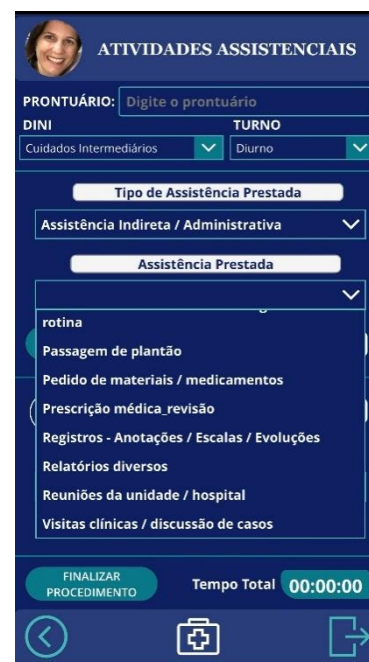 ATIVIDADES ASSISTENCIAIS
PRONTUÁRIO: Digite o prontuário
DINI TURNO
Cuidados Intermediários Diurno
Tipo de Assistência Prestada
Assistência Indireta / Administrativa
Assistência Prestada
rotina
Passagem de plantão
Pedido de materiais / medicamentos
Prescrição médica_revisão
Registros - Anotações / Escalas / Evoluções
Relatórios diversos
Reuniões da unidade / hospital
Visitas clínicas / discussão de casos
FINALIZAR
PROCEDIMENTO Tempo Total 00:00:00